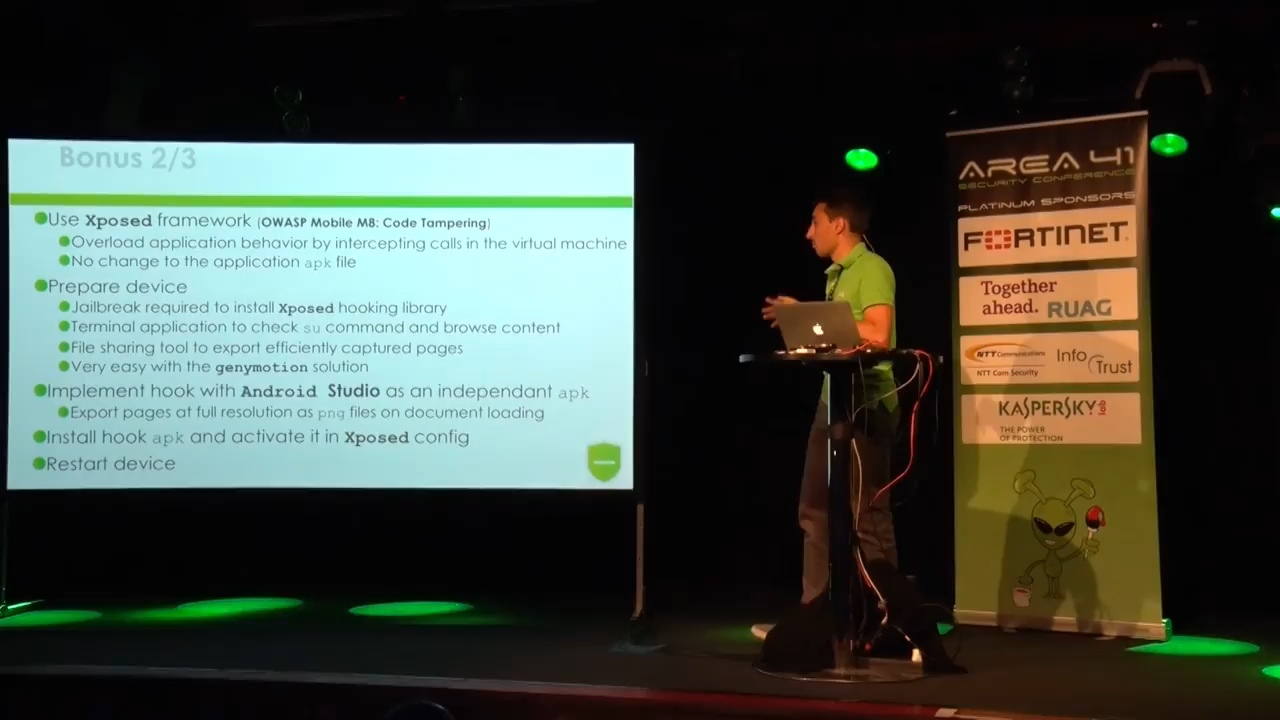 Bonus 2/3
Use Xposed framework (OWASP Mobile M8: Code Tampering)
Overload application behavior by intercepting calls in the virtual machine
No change to the application apk file
Prepare device
Jailbreak required to install Xposed hooking library
Terminal application to check su command and browse content
File sharing tool to export efficiently captured pages
Very easy with the genymotion solution
Implement hook with Android Studio as an independant apk
Export pages at full resolution as png files on document loading
Install hook apk and activate it in Xposed config
Restart device
AREA 41
SECURITY CONFERENCE
PLATINUM SPONSORS
FORTINET
Together
ahead. RUAG
NTT Communications
NTT Com Security
InfoTrust
KASPERSKY lab
THE POWER
OF PROTECTION